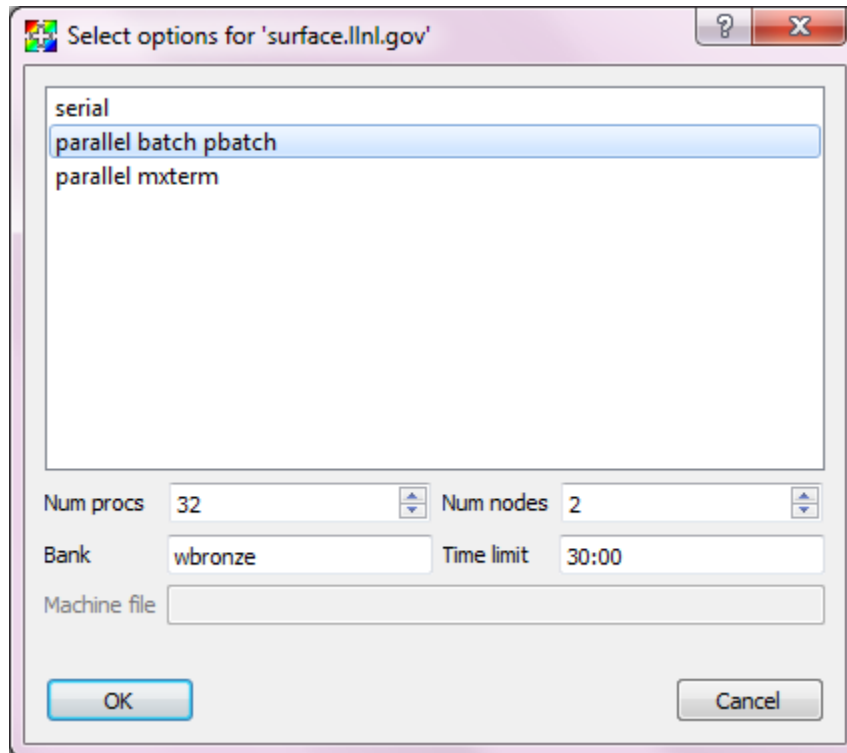 Select options for 'surface.llnl.gov'
serial
parallel batch pbatch
parallel mxterm
Num procs 32 Num nodes 2
Bank wbronze Time limit 30:00
Machine file
OK Cancel